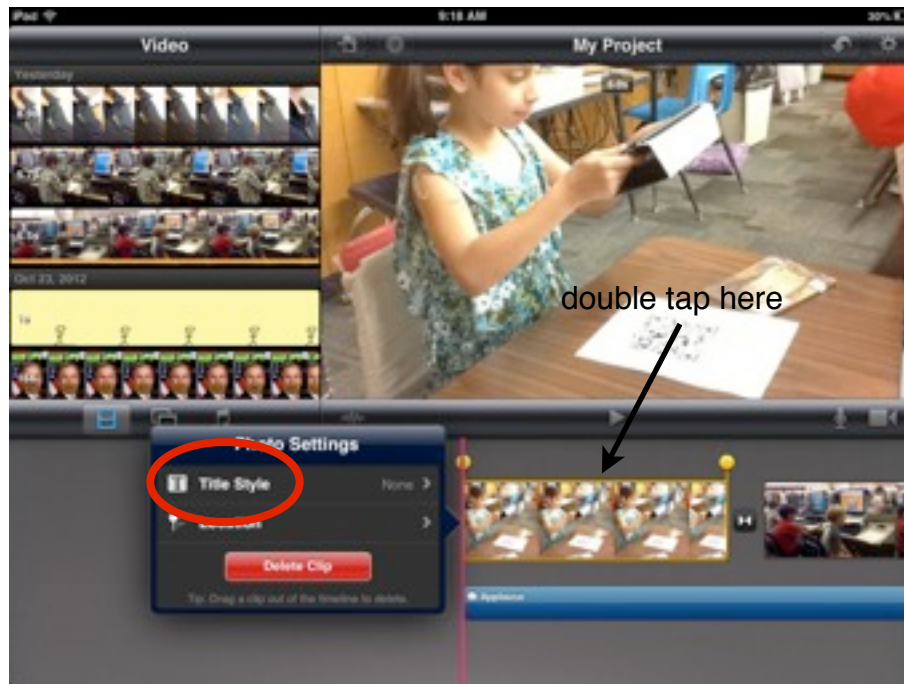 iPad
9:18 AM
30%
Video
My Project
Yesterday
Oct 23, 2012
double tap here
Photo Settings
Title Style
None
Location
Delete Clip
Tip: Drag a clip out of the timeline to delete.
Applause